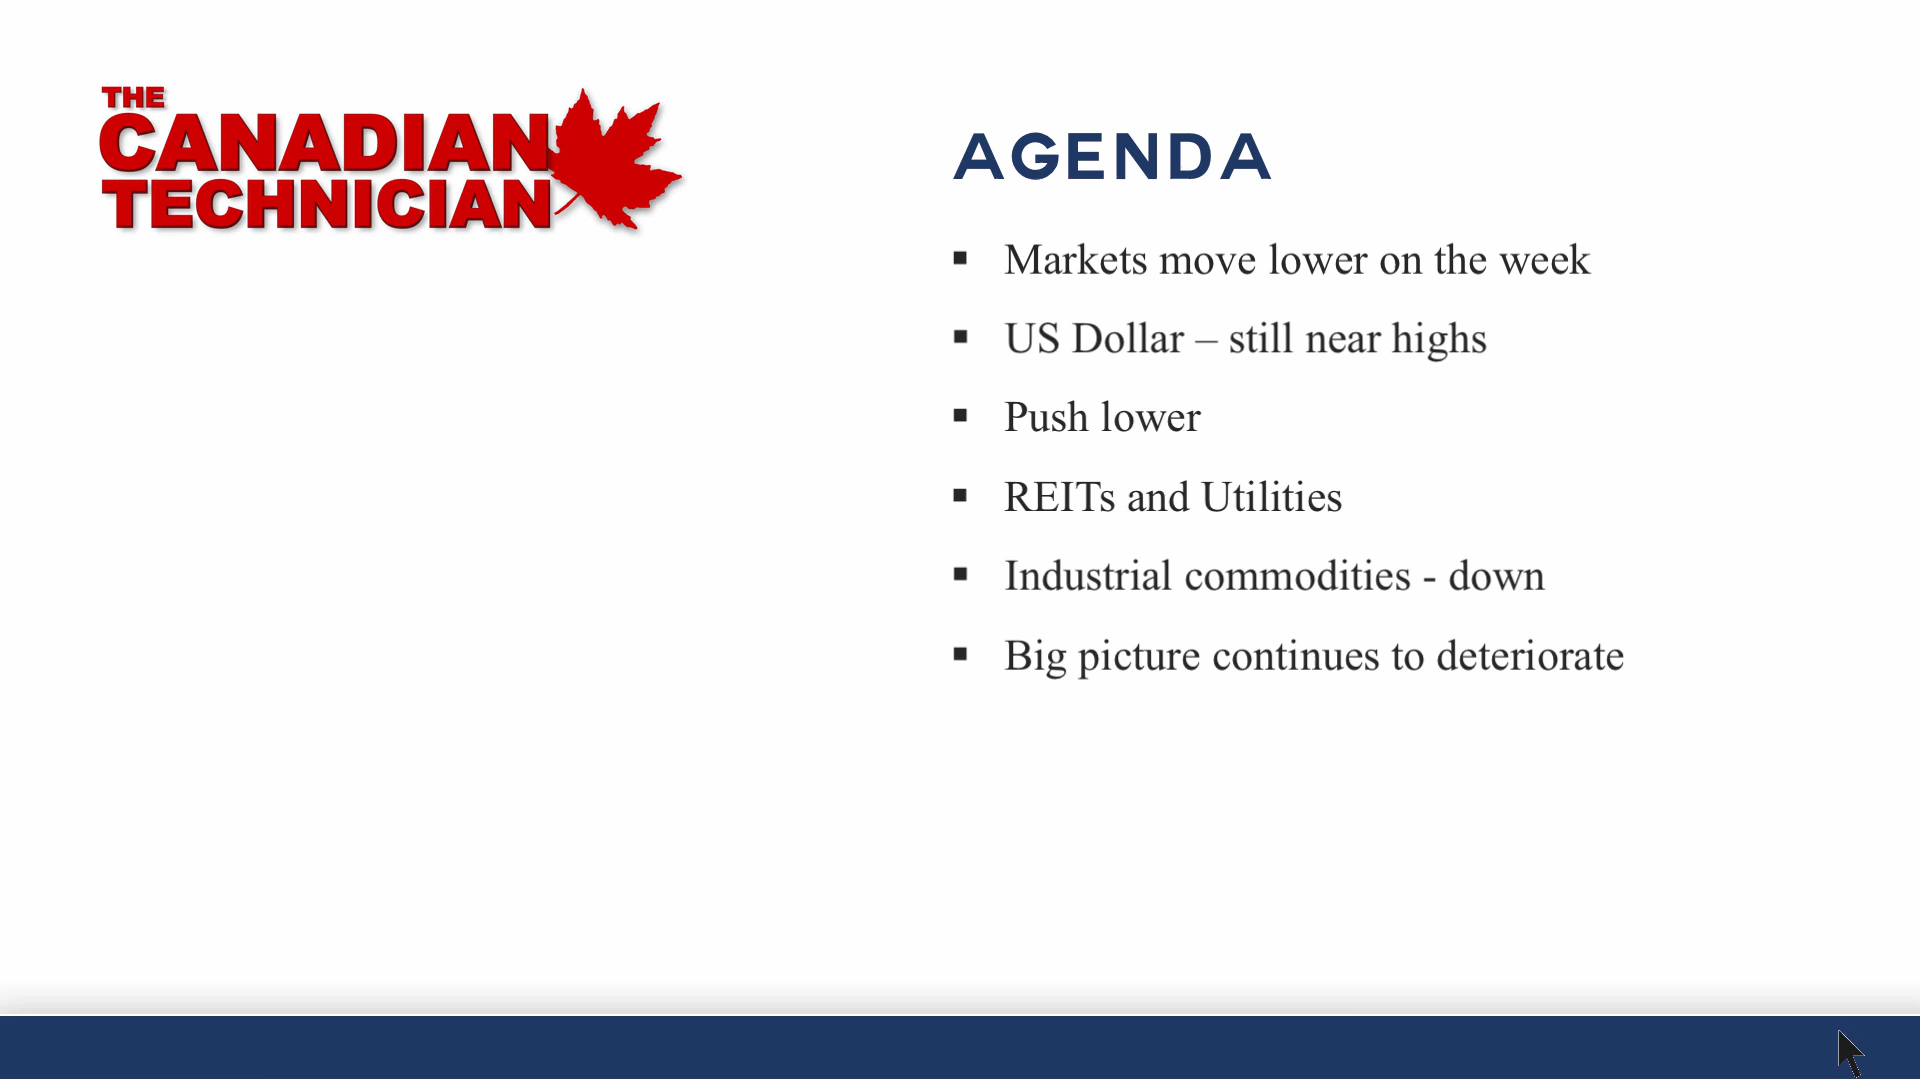 THE
CANADIAN
TECHNICIAN
AGENDA
▪ Markets move lower on the week
▪ US Dollar – still near highs
▪ Push lower
▪ REITs and Utilities
▪ Industrial commodities - down
▪ Big picture continues to deteriorate